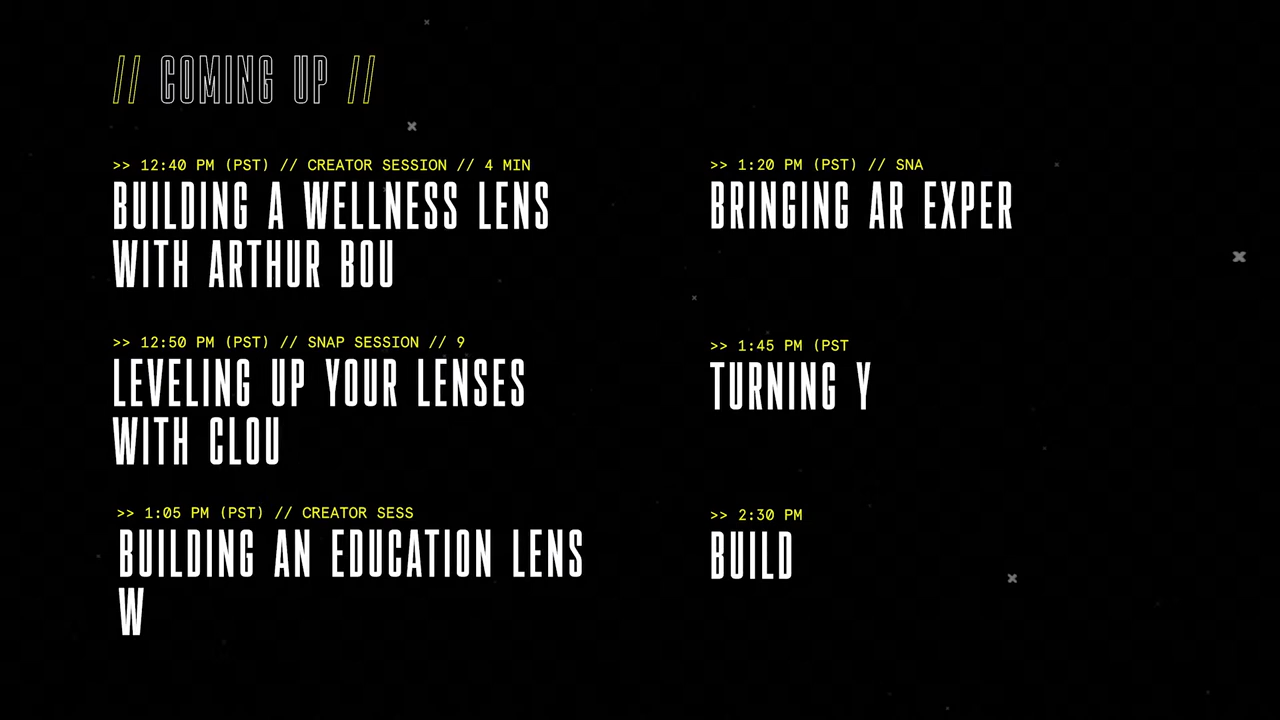 // COMING UP //
>> 12:40 PM (PST) // CREATOR SESSION // 4 MIN
BUILDING A WELLNESS LENS
WITH ARTHUR BOU
>> 12:50 PM (PST) // SNAP SESSION // 9
LEVELING UP YOUR LENSES
WITH CLOU
>> 1:05 PM (PST) // CREATOR SESS
BUILDING AN EDUCATION LENS
W
>> 1:20 PM (PST) // SNA
BRINGING AR EXPER
>> 1:45 PM (PST
TURNING Y
>> 2:30 PM
BUILD